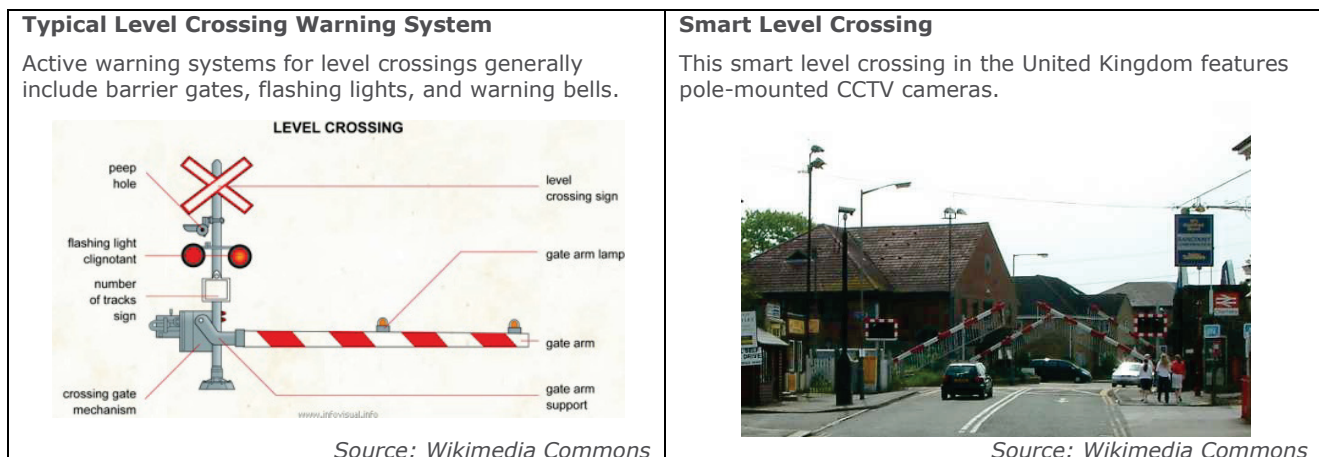 Typical Level Crossing Warning System
Active warning systems for level crossings generally
include barrier gates, flashing lights, and warning bells.
LEVEL CROSSING
peep
hole
level
crossing sign
flashing light
clignotant
gate arm lamp
number
of tracks
sign
gate arm
crossing gate
mechanism
gate arm
support
www.infovisual.info
Source: Wikimedia Commons
Smart Level Crossing
This smart level crossing in the United Kingdom features
pole-mounted CCTV cameras.
Source: Wikimedia Commons